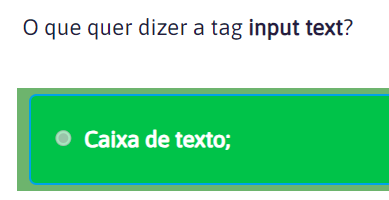 O que quer dizer a tag input text?
Caixa de texto;